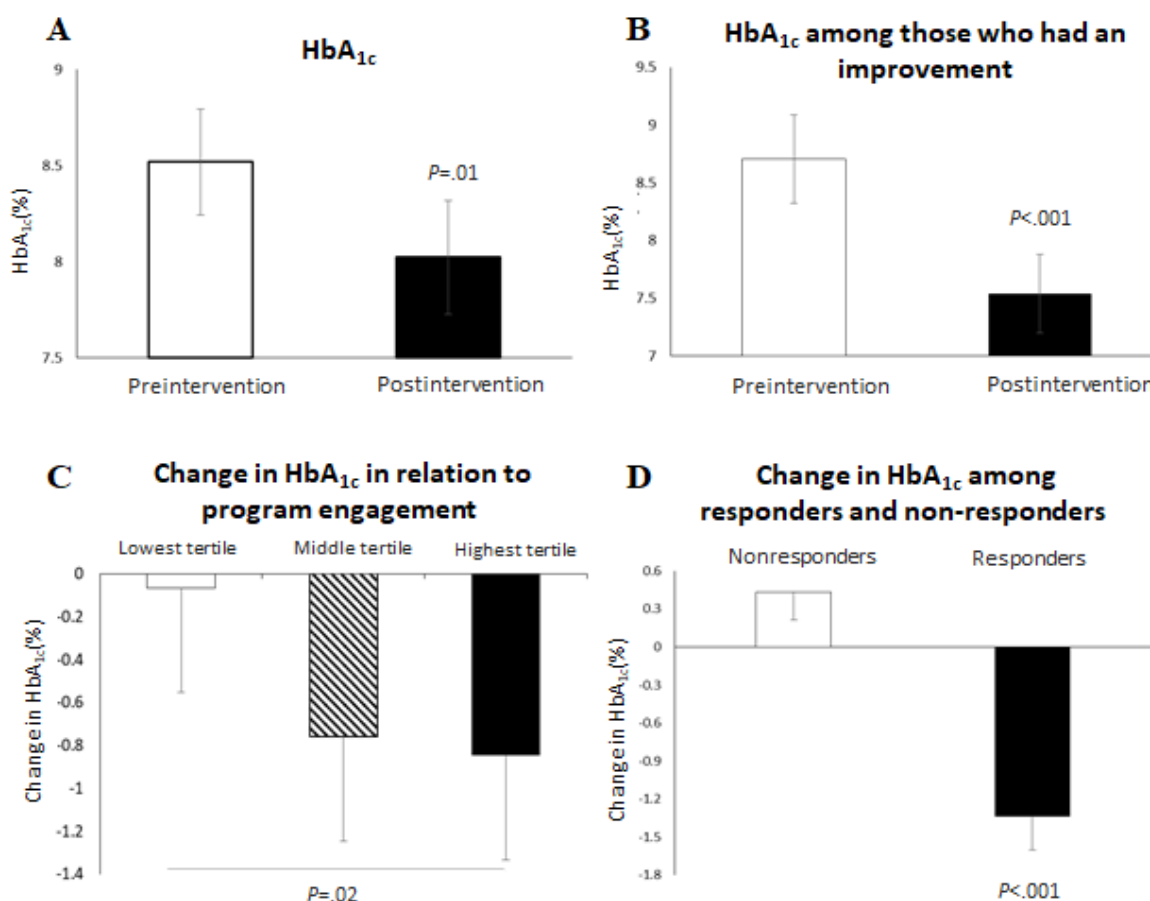 A
HbA1c
9
8.5
8
7.5
HbA1c(%)
P=.01
Preintervention
Postintervention
B
HbA1c among those who had an
improvement
9.5
9
8.5
8
7.5
7
HbA1c(%)
P<.001
Preintervention
Postintervention
C
Change in HbA1c in relation to
program engagement
Lowest tertile
Middle tertile
Highest tertile
0
-0.2
-0.4
-0.6
-0.8
-1
-1.2
-1.4
Change in HbA1c(%)
P=.02
D
Change in HbA1c among
responders and non-responders
Nonresponders
Responders
0.6
0.3
0
-0.3
-0.6
-0.9
-1.2
-1.5
-1.8
Change in HbA1c(%)
P<.001